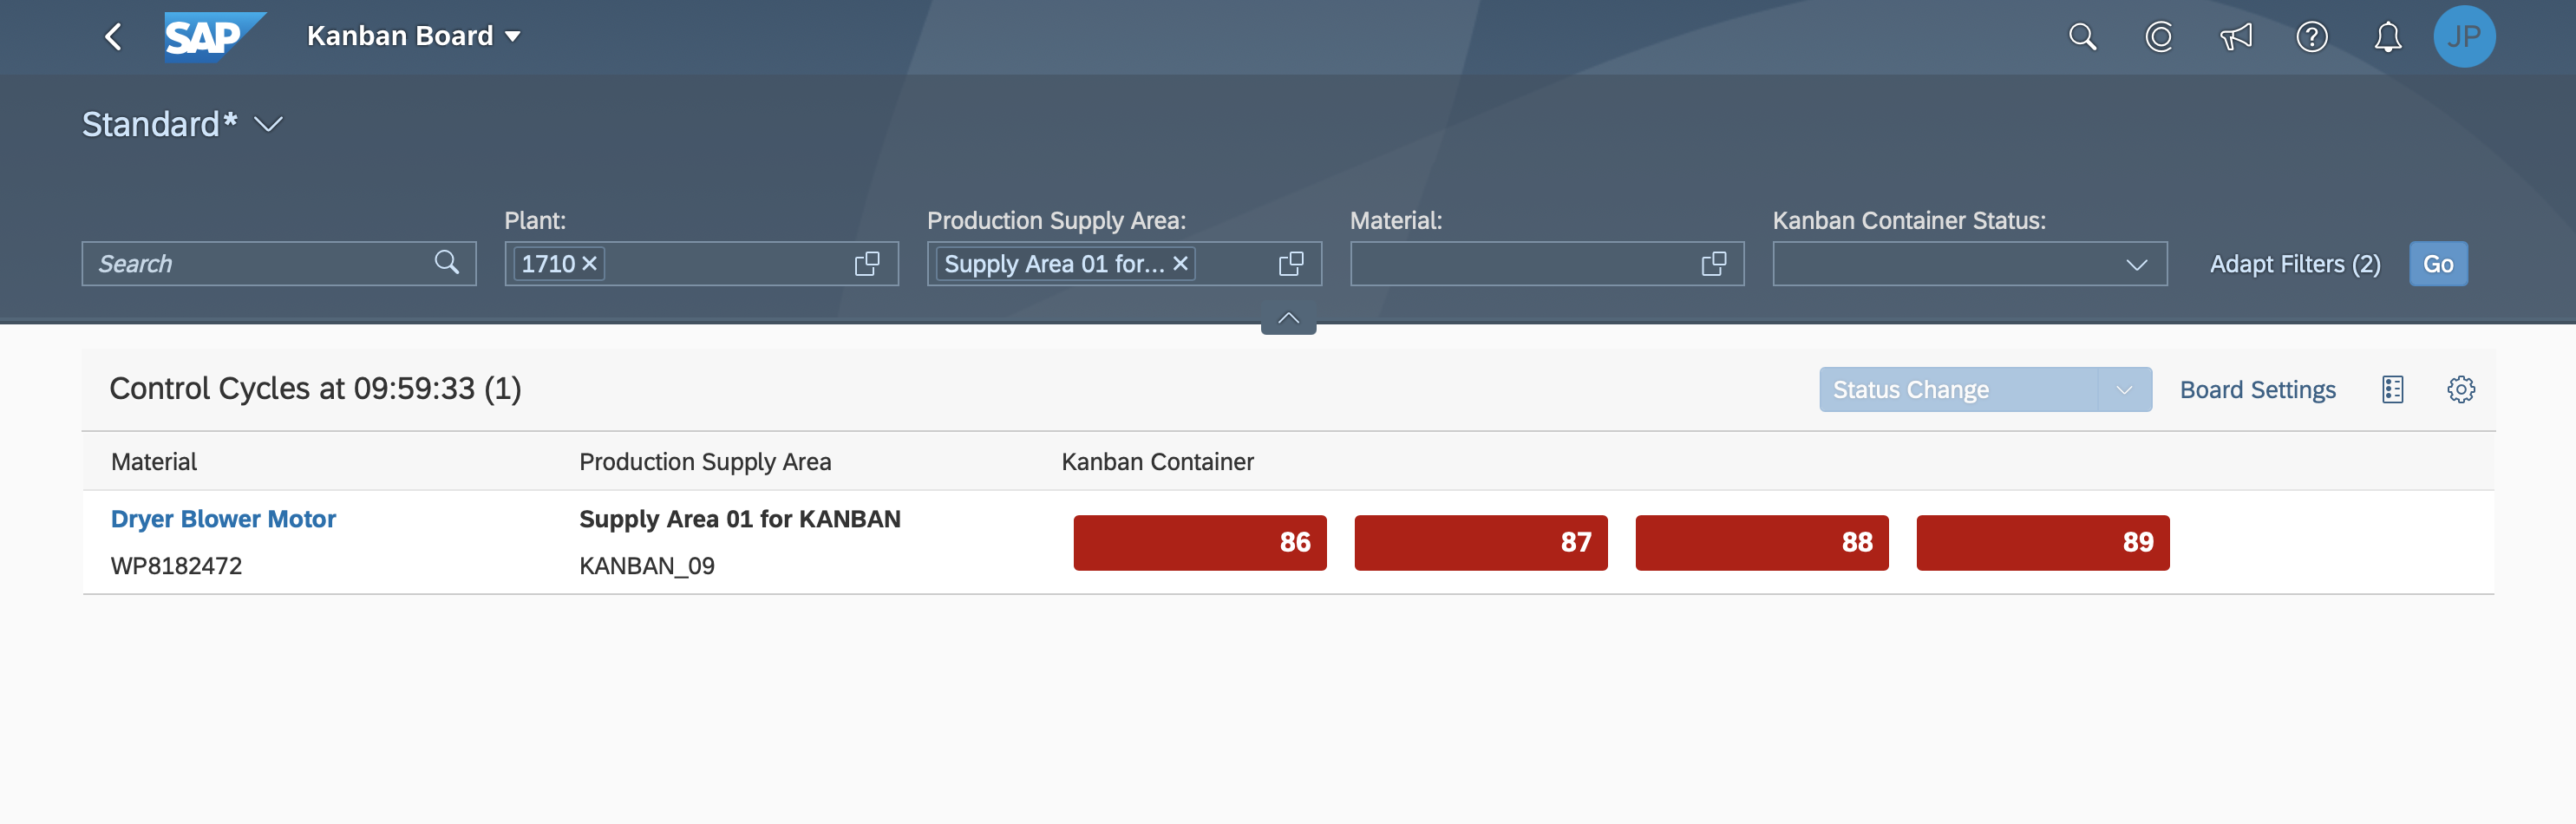 SAP Kanban Board JP
Standard*
Plant: Production Supply Area: Material: Kanban Container Status:
Search 1710 Supply Area 01 for... Adapt Filters (2) Go
Control Cycles at 09:59:33 (1) Status Change Board Settings
Material Production Supply Area Kanban Container
Dryer Blower Motor Supply Area 01 for KANBAN 86 87 88 89
WP8182472 KANBAN_09